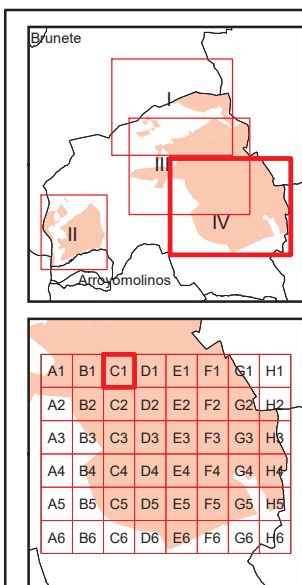 Brunete
I
III
IV
II
Arroyomolinos
A1 B1 C1 D1 E1 F1 G1 H1
A2 B2 C2 D2 E2 F2 G2 H2
A3 B3 C3 D3 E3 F3 G3 H3
A4 B4 C4 D4 E4 F4 G4 H4
A5 B5 C5 D5 E5 F5 G5 H5
A6 B6 C6 D6 E6 F6 G6 H6